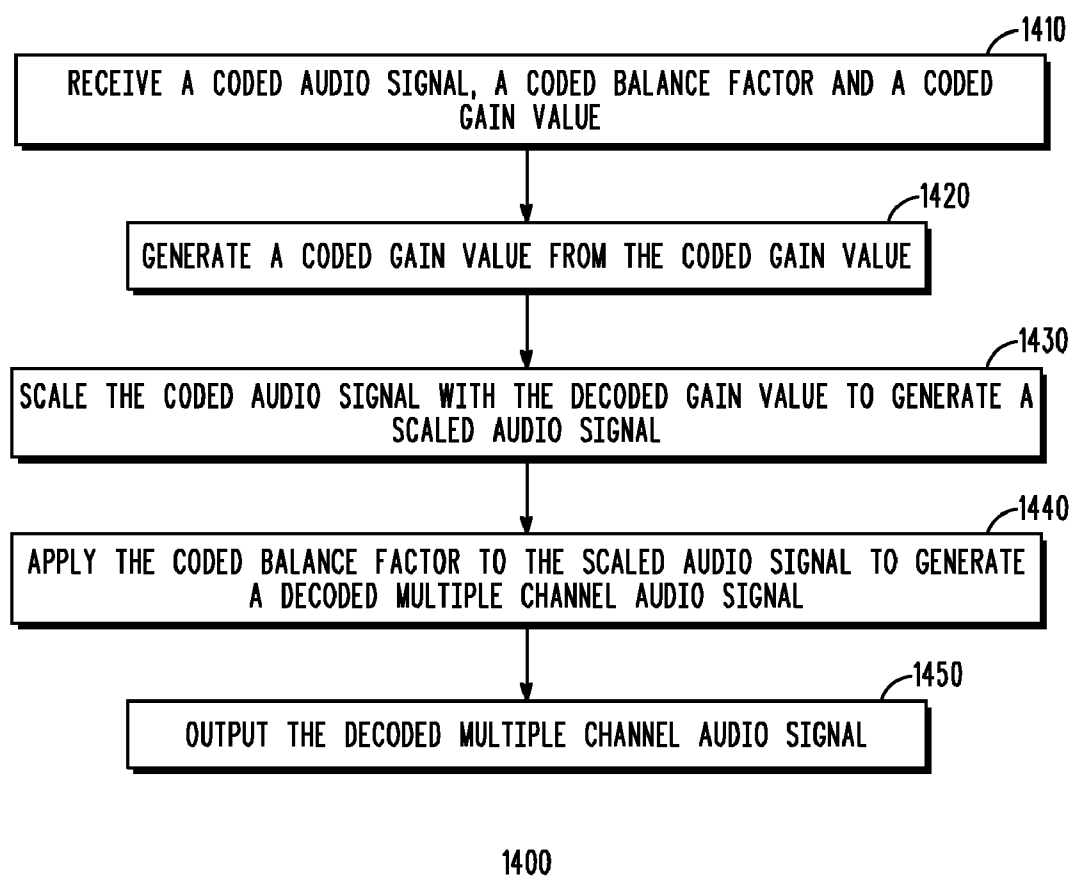 1410
RECEIVE A CODED AUDIO SIGNAL, A CODED BALANCE FACTOR AND A CODED
GAIN VALUE
1420
GENERATE A CODED GAIN VALUE FROM THE CODED GAIN VALUE
1430
SCALE THE CODED AUDIO SIGNAL WITH THE DECODED GAIN VALUE TO GENERATE A
SCALED AUDIO SIGNAL
1440
APPLY THE CODED BALANCE FACTOR TO THE SCALED AUDIO SIGNAL TO GENERATE
A DECODED MULTIPLE CHANNEL AUDIO SIGNAL
1450
OUTPUT THE DECODED MULTIPLE CHANNEL AUDIO SIGNAL
1400